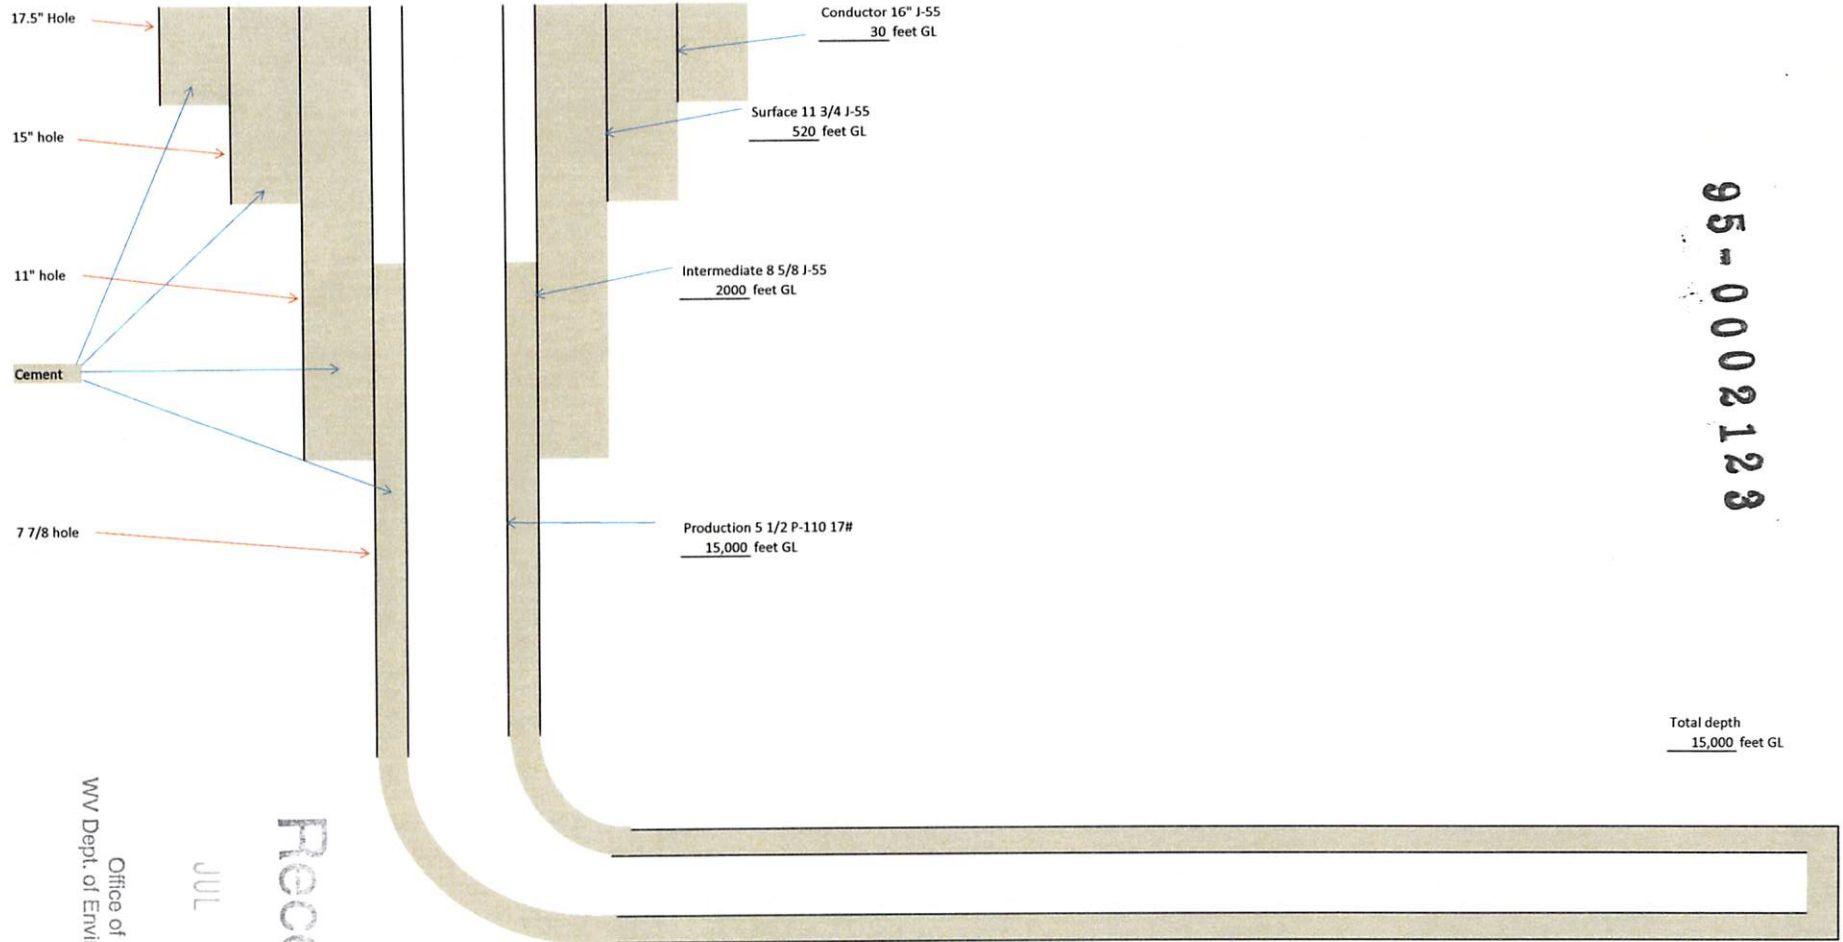 17.5" Hole
Conductor 16" J-55
30 feet GL
Surface 11 3/4 J-55
520 feet GL
15" hole
11" hole
Intermediate 8 5/8 J-55
2000 feet GL
Cement
7 7/8 hole
Production 5 1/2 P-110 17#
15,000 feet GL
95-0002123
Total depth
15,000 feet GL
Office of
WV Dept. of
JUL